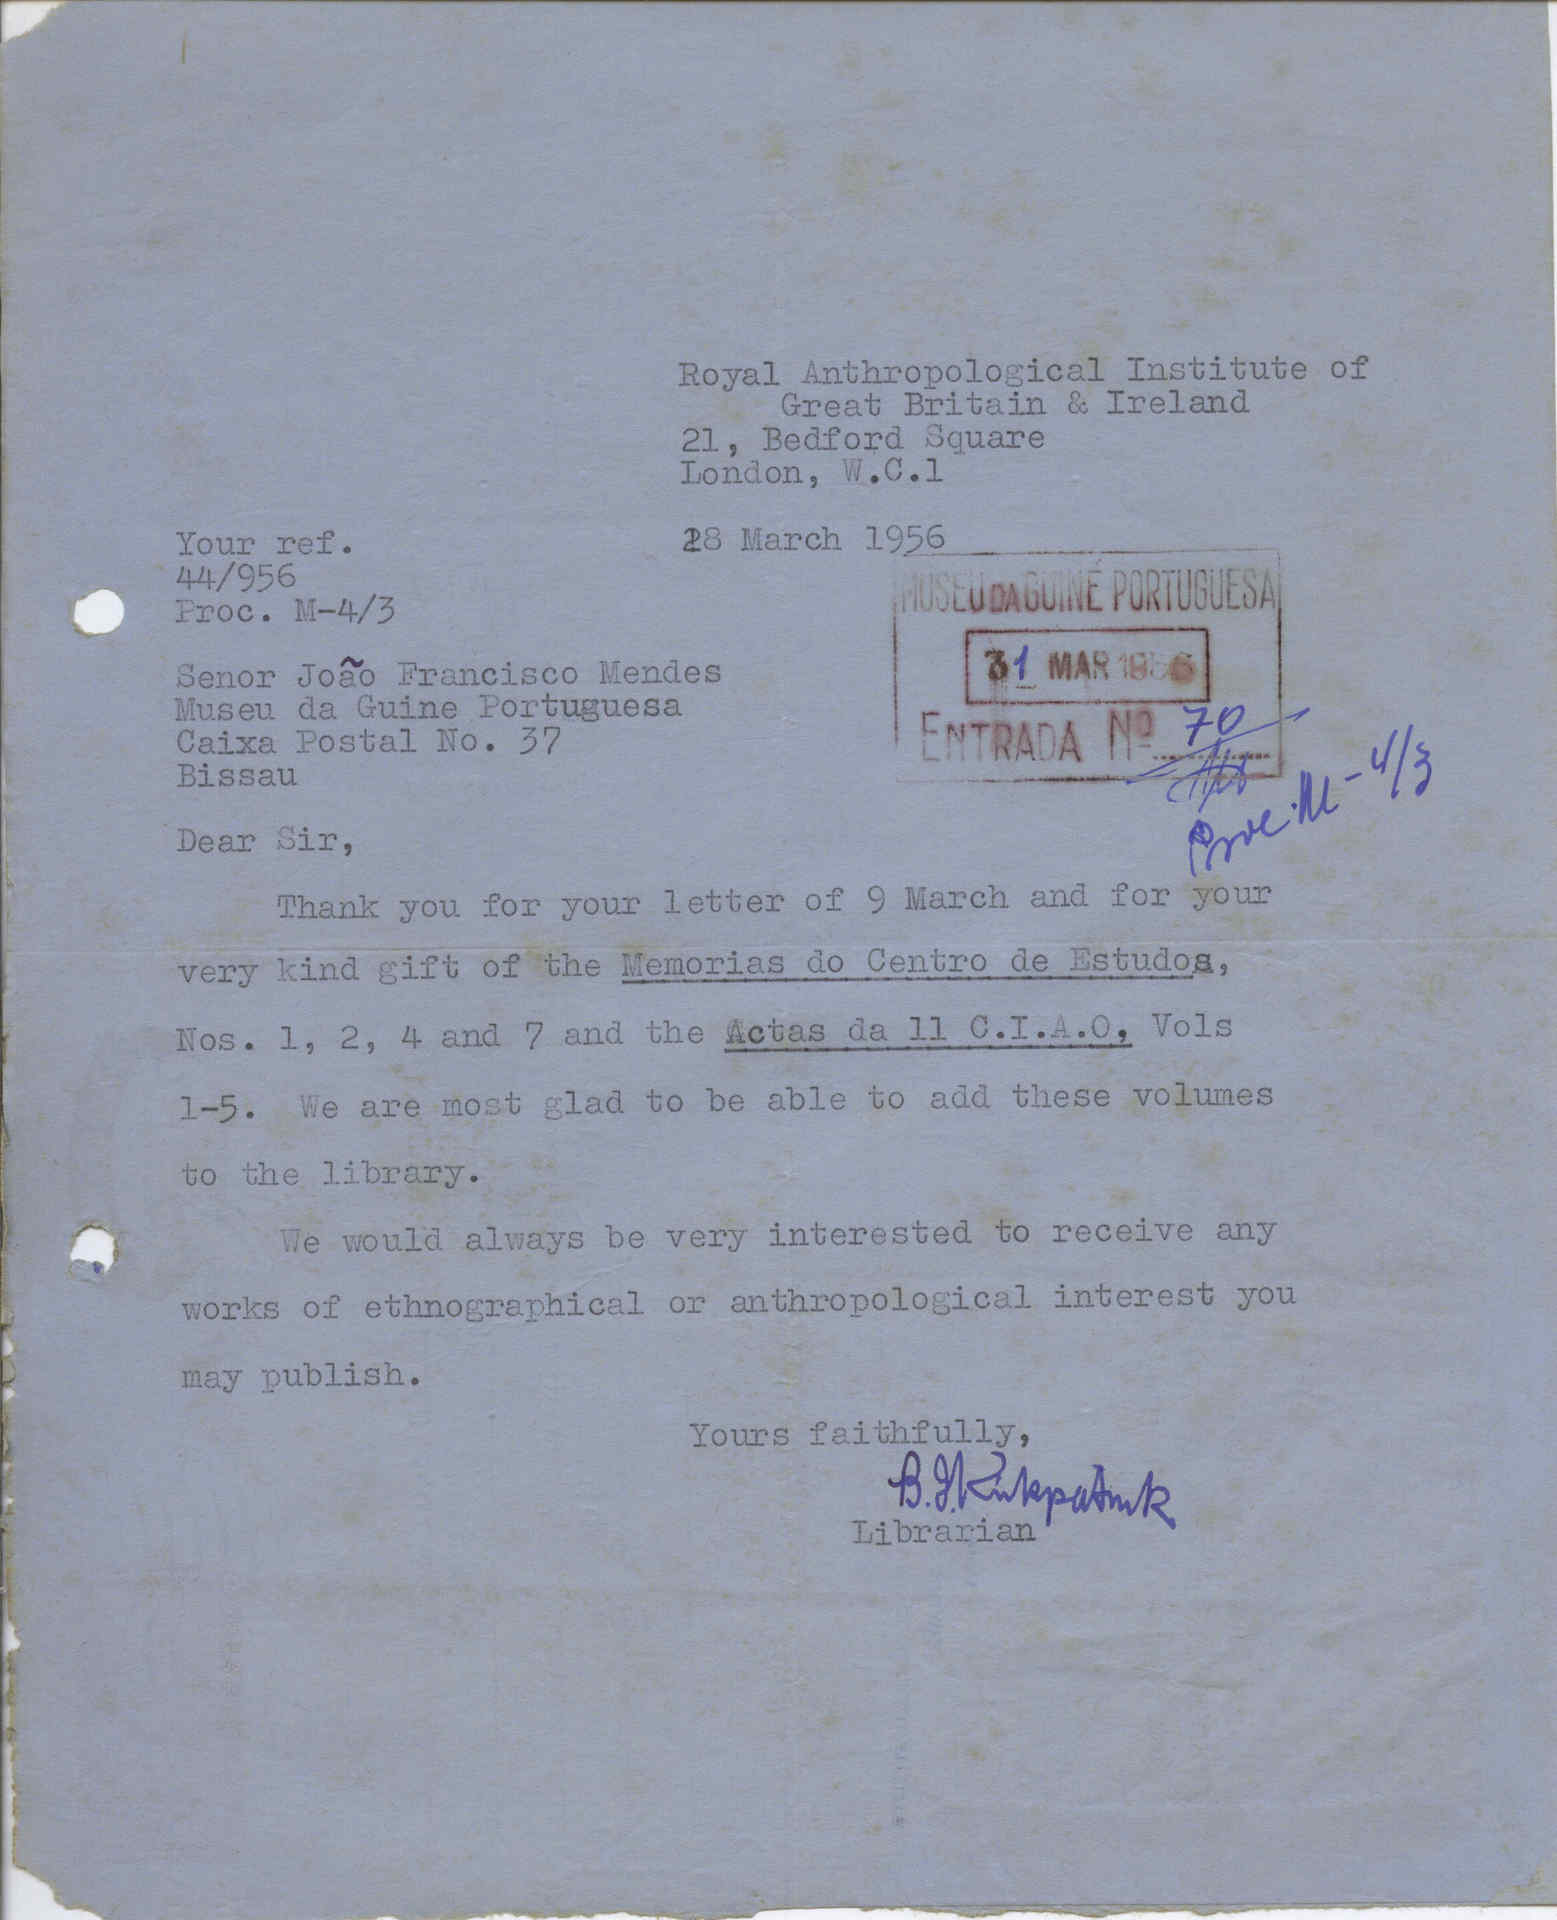 Royal Anthropological Institute of
Great Britain & Ireland
21, Bedford Square
London, W.C.1
28 March 1956
Your ref.
44/956
Proc. M-4/3
MUSEU DA GUINÉ PORTUGUESA
31 MAR 1956
ENTRADA Nº 70
Proc. M-4/3
Senor João Francisco Mendes
Museu da Guine Portuguesa
Caixa Postal No. 37
Bissau
Dear Sir,
Thank you for your letter of 9 March and for your
very kind gift of the Memorias do Centro de Estudos,
Nos. 1, 2, 4 and 7 and the Actas da 11 C.I.A.O, Vols
1-5. We are most glad to be able to add these volumes
to the library.
We would always be very interested to receive any
works of ethnographical or anthropological interest you
may publish.
Yours faithfully,
B.J. Kirkpatrick
Librarian